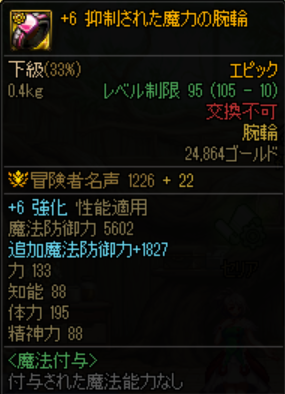 +6 抑制された魔力の腕輪
下級(33%) エピック
0.4kg レベル制限 95 (105 - 10)
交換不可
腕輪
24,864ゴールド
冒険者名声 1226 + 22
+6 強化 性能適用
魔法防御力 5602
追加魔法防御力+1827
力 133
知能 88
体力 195
精神力 88
<魔法付与>
付与された魔法能力なし